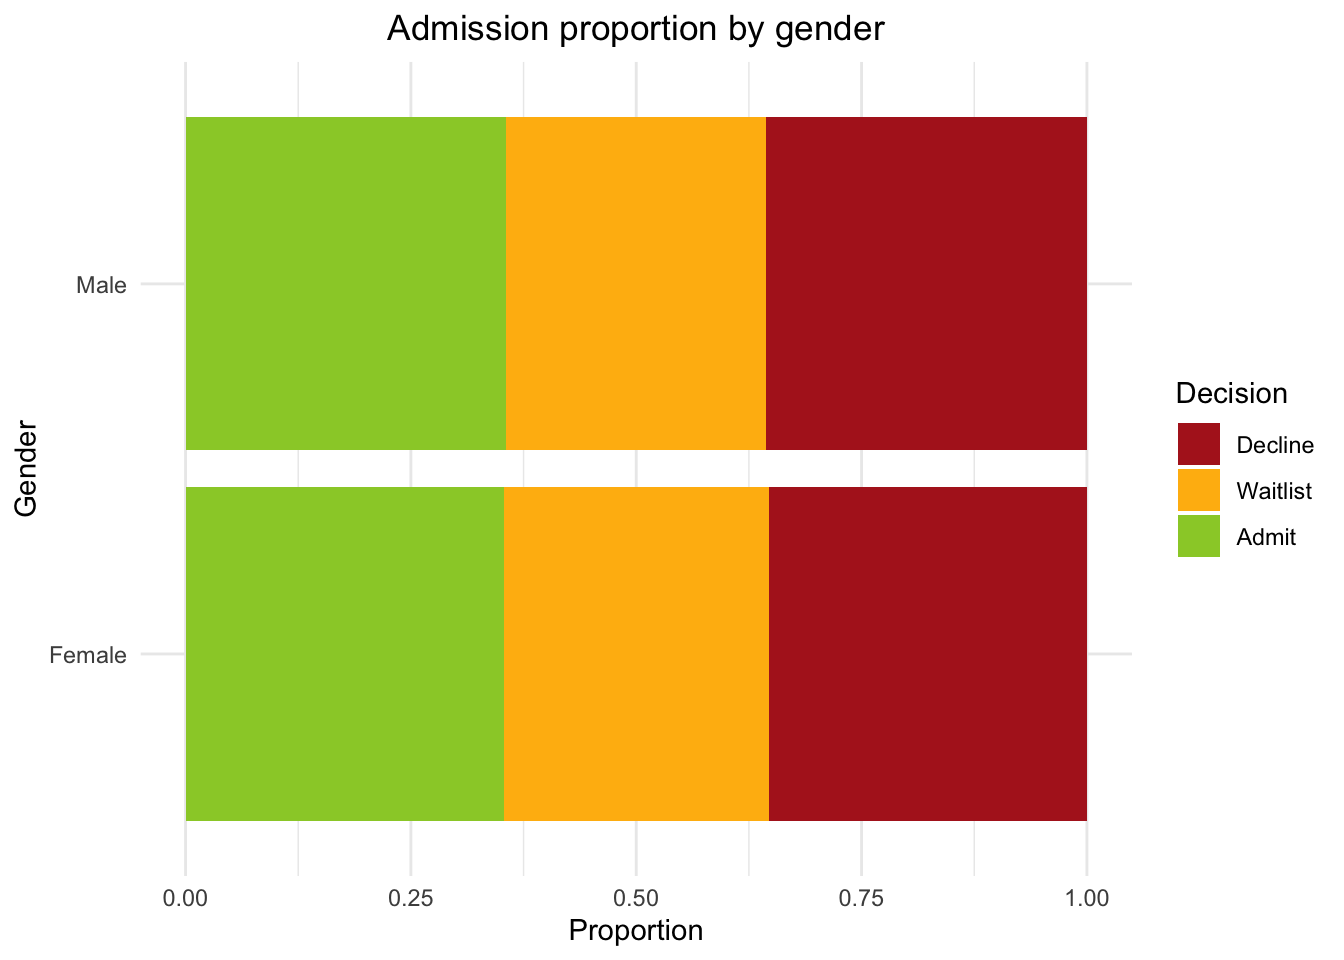 Admission proportion by gender
Gender
Male
Female
0.00 0.25 0.50 0.75 1.00
Proportion
Decision
Decline
Waitlist
Admit